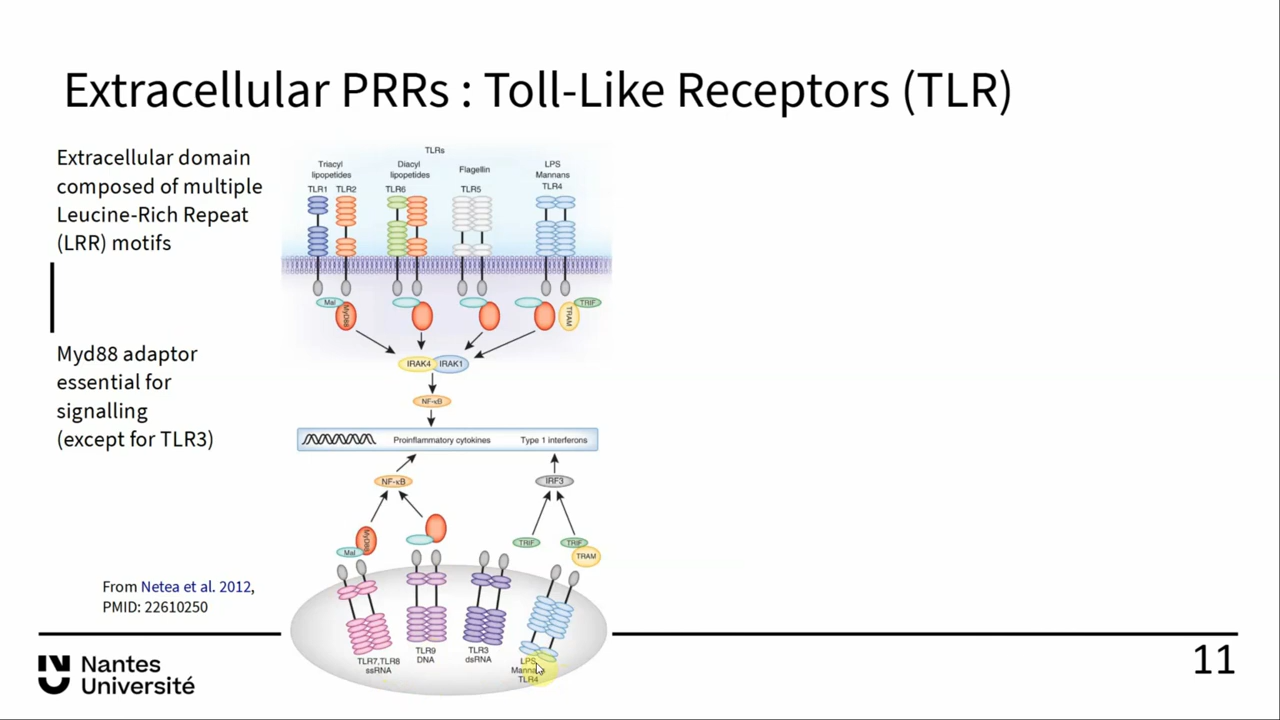 Extracellular PRRs : Toll-Like Receptors (TLR)
Extracellular domain
composed of multiple
Leucine-Rich Repeat
(LRR) motifs
Myd88 adaptor
essential for
signalling
(except for TLR3)
From Netea et al. 2012,
PMID: 22610250
TLRs
Triacyl
lipopetides
TLR1 TLR2
Diacyl
lipopetides
TLR6
Flagellin
TLR5
LPS
Mannans
TLR4
Mal
MyD88
TRAM
TRIF
IRAK4 IRAK1
NF-κB
Proinflammatory cytokines Type 1 interferons
NF-κB
IRF3
Mal
MyD88
TRIF
TRIF
TRAM
TLR7,TLR8
ssRNA
TLR9
DNA
TLR3
dsRNA
LPS
TLR4
Nantes
Université
11